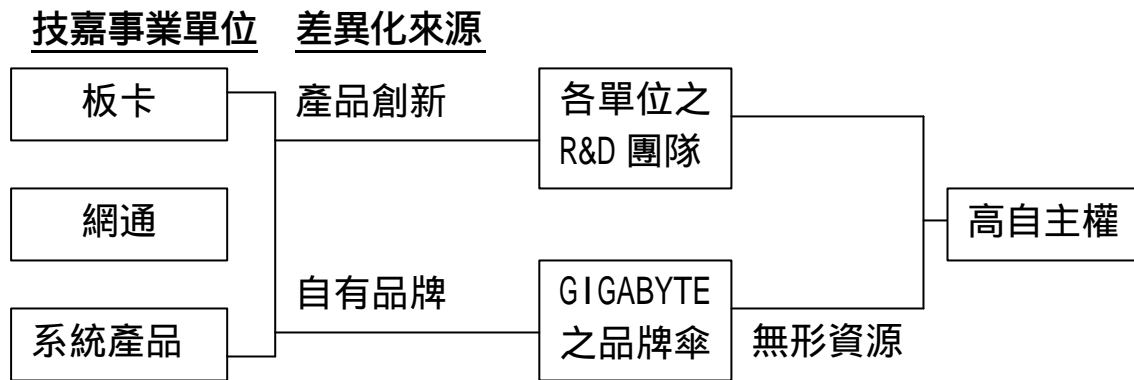 技嘉事業單位 差異化來源
板卡
產品創新
各單位之
R&D 團隊
網通
高自主權
自有品牌
GIGABYTE
之品牌傘
系統產品
無形資源